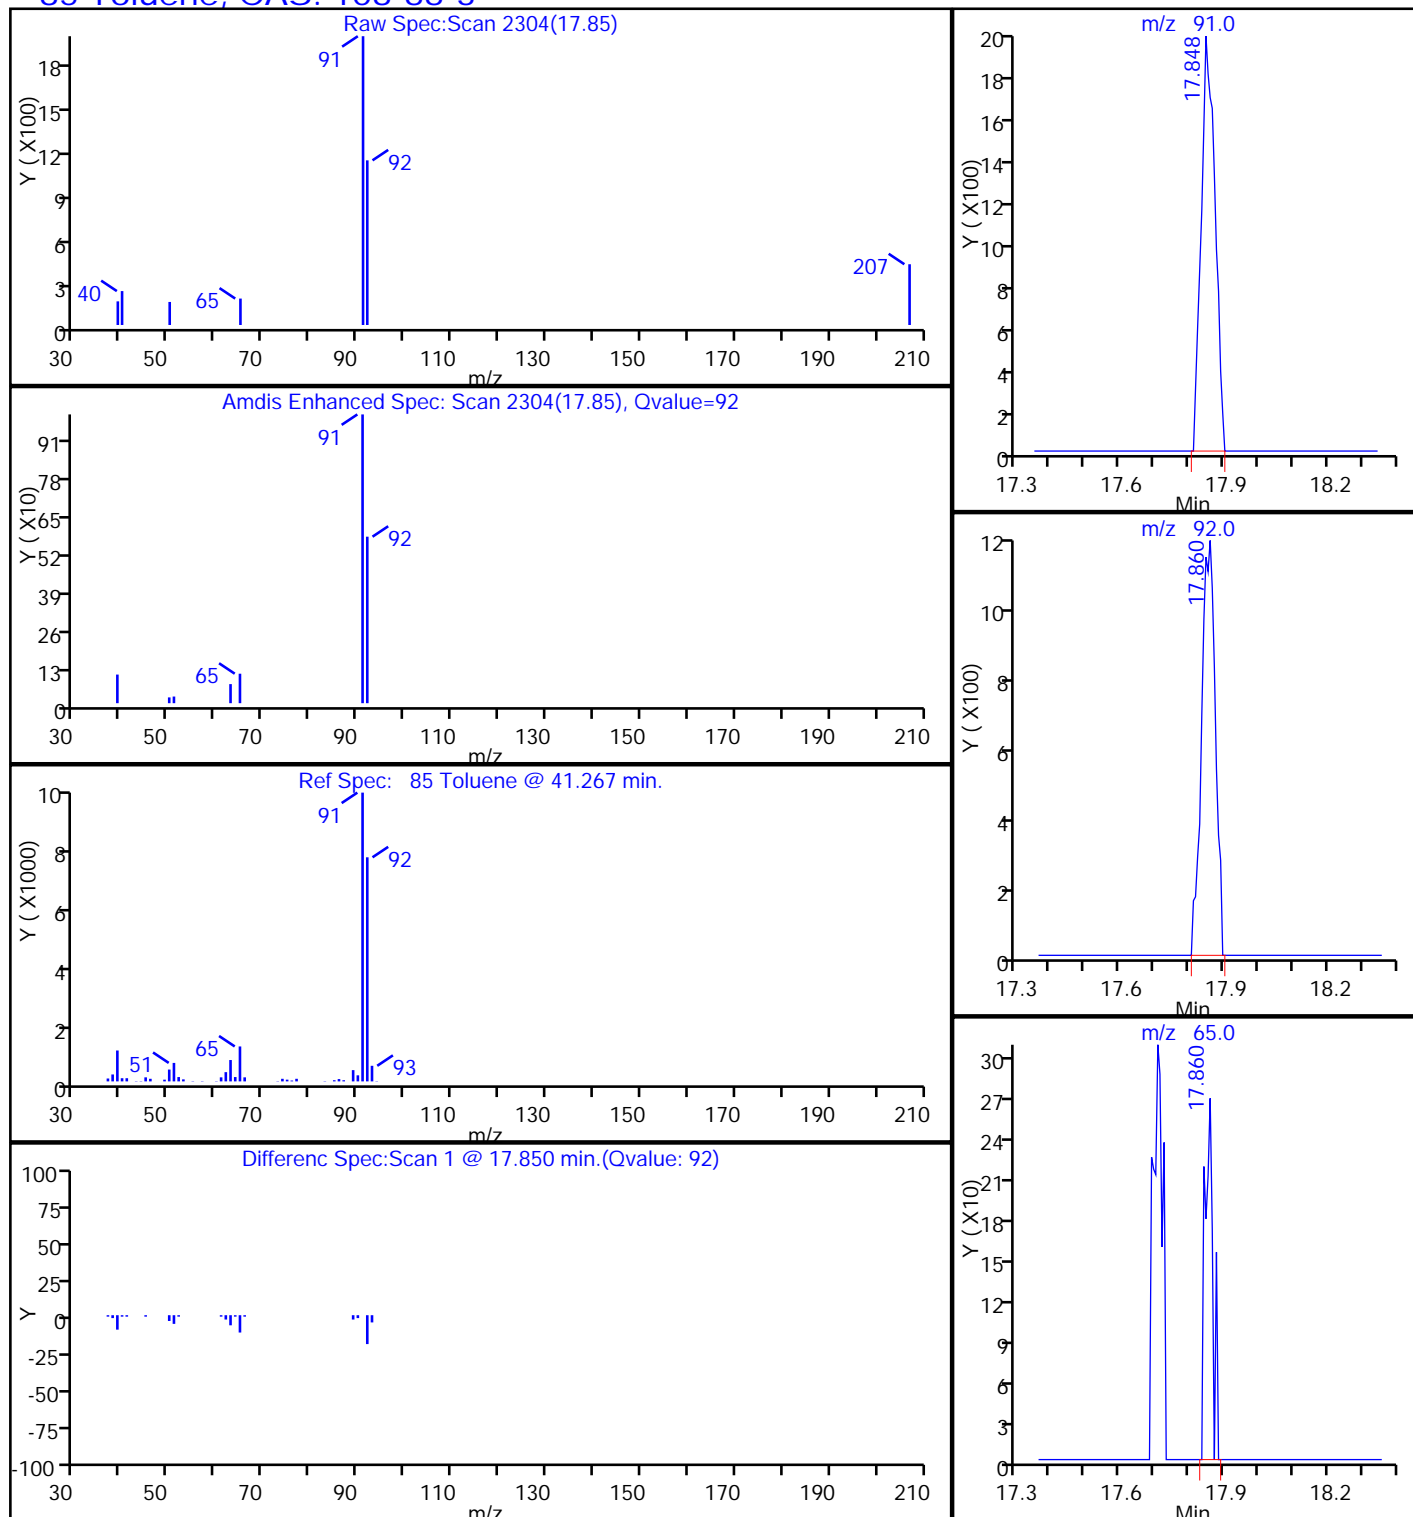 85 Toluene, CAS: 108-88-3
Raw Spec:Scan 2304(17.85)
Y ( X100)
18
15
12
9
6
3
0
91
92
40
65
207
30 50 70 90 110 130 150 170 190 210
m/z
Amdis Enhanced Spec: Scan 2304(17.85), Qvalue=92
Y ( X10)
91
78
65
52
39
26
13
0
91
92
65
30 50 70 90 110 130 150 170 190 210
m/z
Ref Spec: 85 Toluene @ 41.267 min.
Y ( X1000)
10
8
6
4
2
0
91
92
51
65
93
30 50 70 90 110 130 150 170 190 210
m/z
Differenc Spec:Scan 1 @ 17.850 min.(Qvalue: 92)
Y
100
75
50
25
0
-25
-50
-75
-100
30 50 70 90 110 130 150 170 190 210
m/z
m/z 91.0
Y ( X100)
20
18
16
14
12
10
8
6
4
2
0
17.848
17.3 17.6 17.9 18.2
Min
m/z 92.0
Y ( X100)
12
10
8
6
4
2
0
17.860
17.3 17.6 17.9 18.2
Min
m/z 65.0
Y ( X10)
30
27
24
21
18
15
12
9
6
3
0
17.860
17.3 17.6 17.9 18.2
Min